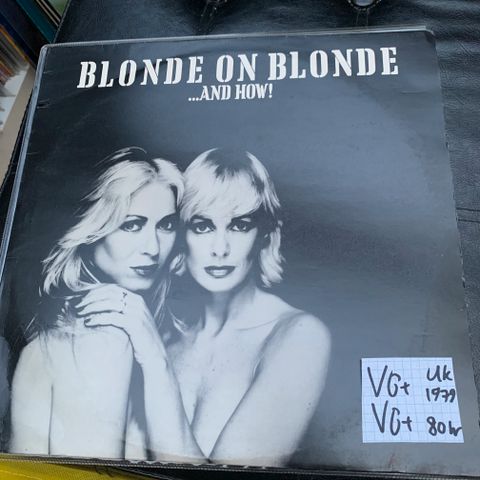 BLONDE ON BLONDE
...AND HOW!
VG+ UK 1979
VG+ 80kr